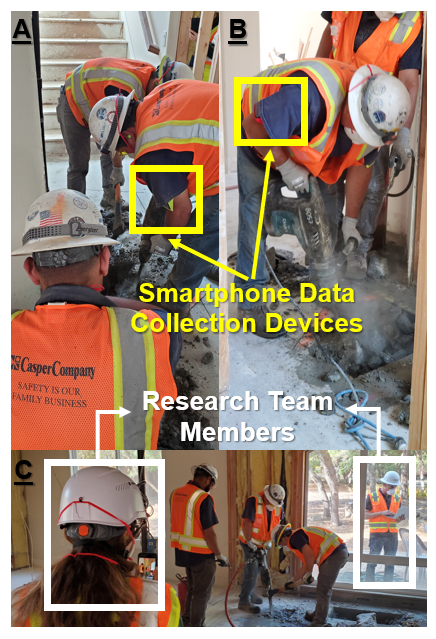 A
B
Smartphone Data
Collection Devices
CasperCompany
SAFETY IS OUR
FAMILY BUSINESS
Research Team
Members
C